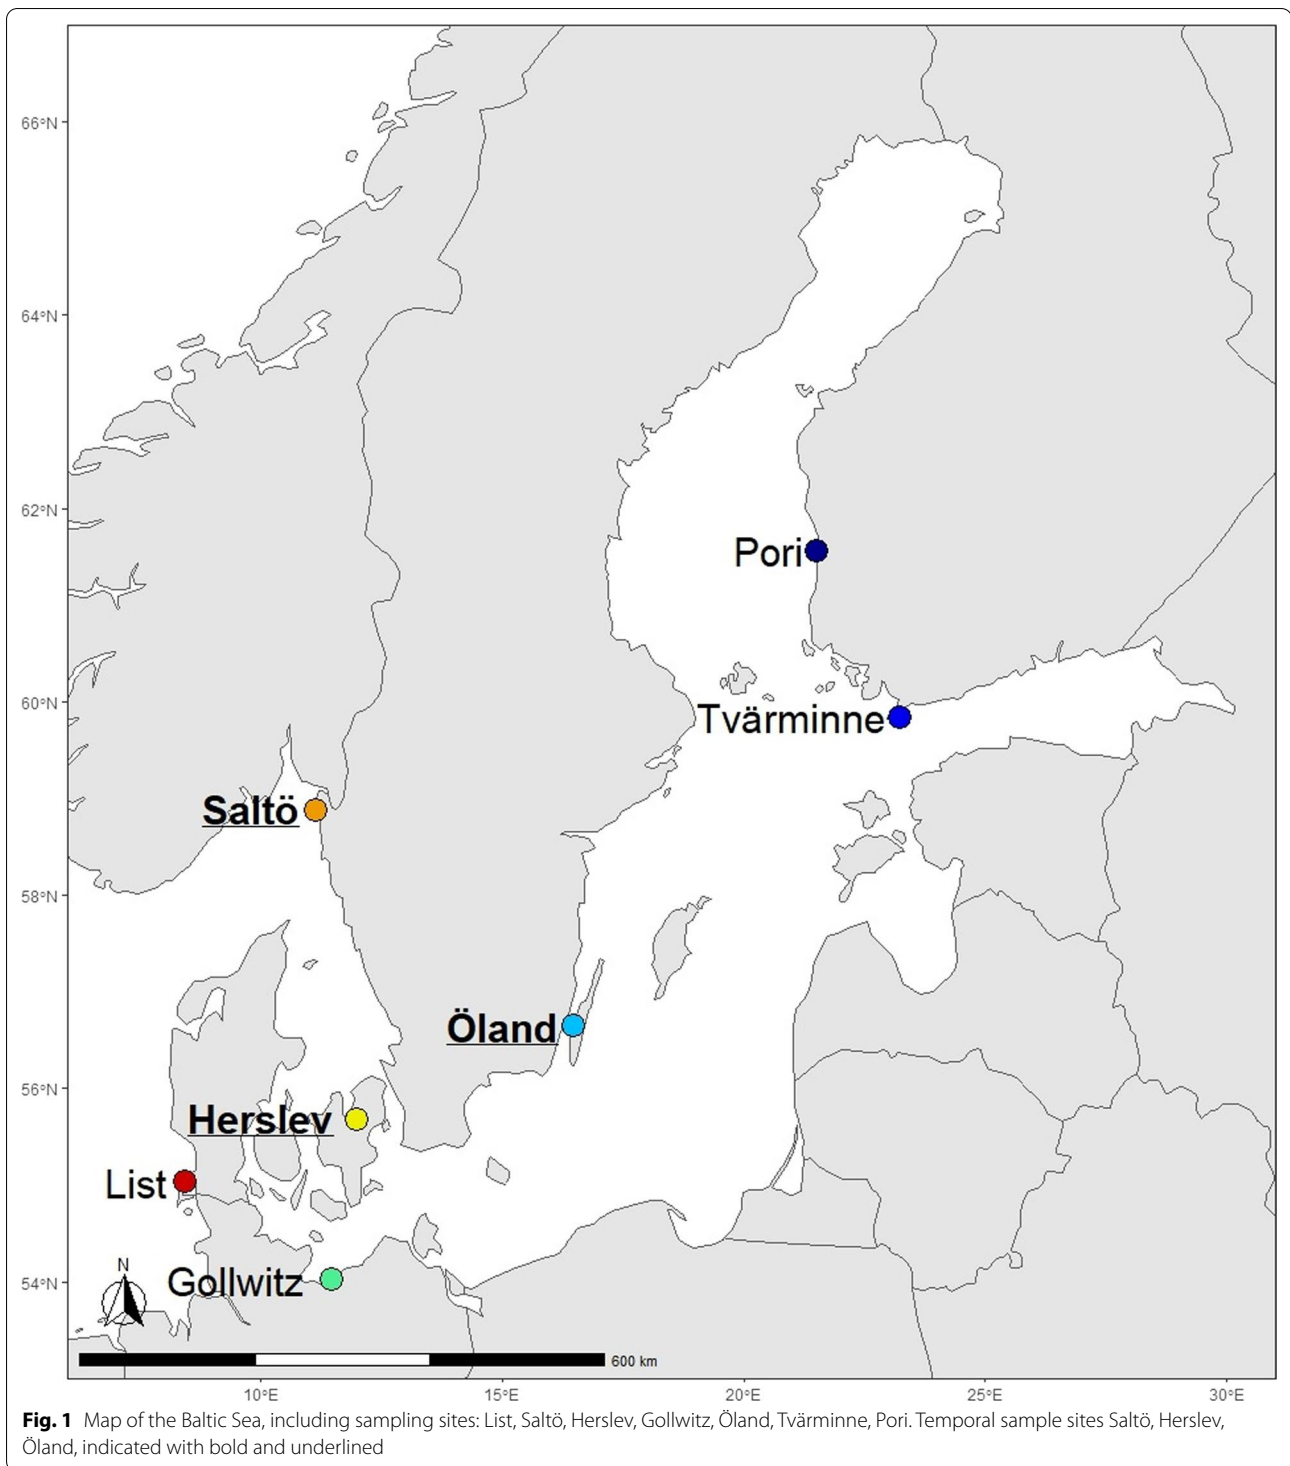 66°N
64°N
62°N
Pori
60°N
Tvärminne
Saltö
58°N
Öland
56°N
Herslev
List
N
Gollwitz
54°N
600 km
10°E 15°E 20°E 25°E 30°E
Fig. 1 Map of the Baltic Sea, including sampling sites: List, Saltö, Herslev, Gollwitz, Öland, Tvärminne, Pori. Temporal sample sites Saltö, Herslev,
Öland, indicated with bold and underlined